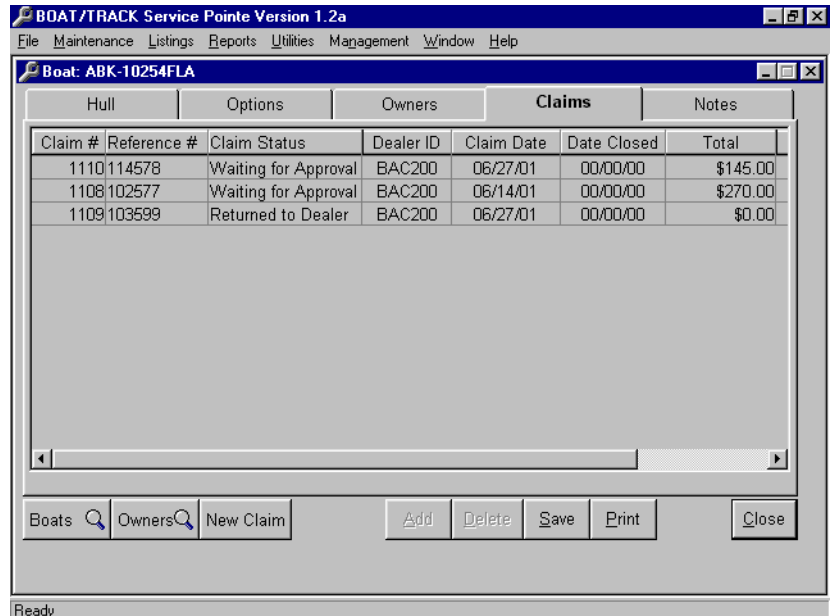 BOAT/TRACK Service Pointe Version 1.2a
File Maintenance Listings Reports Utilities Management Window Help
Boat: ABK-10254FLA
Hull Options Owners Claims Notes
Claim # Reference # Claim Status Dealer ID Claim Date Date Closed Total
1110 114578 Waiting for Approval BAC200 06/27/01 00/00/00 $145.00
1108 102577 Waiting for Approval BAC200 06/14/01 00/00/00 $270.00
1109 103599 Returned to Dealer BAC200 06/27/01 00/00/00 $0.00
Boats Owners New Claim Add Delete Save Print Close
Ready